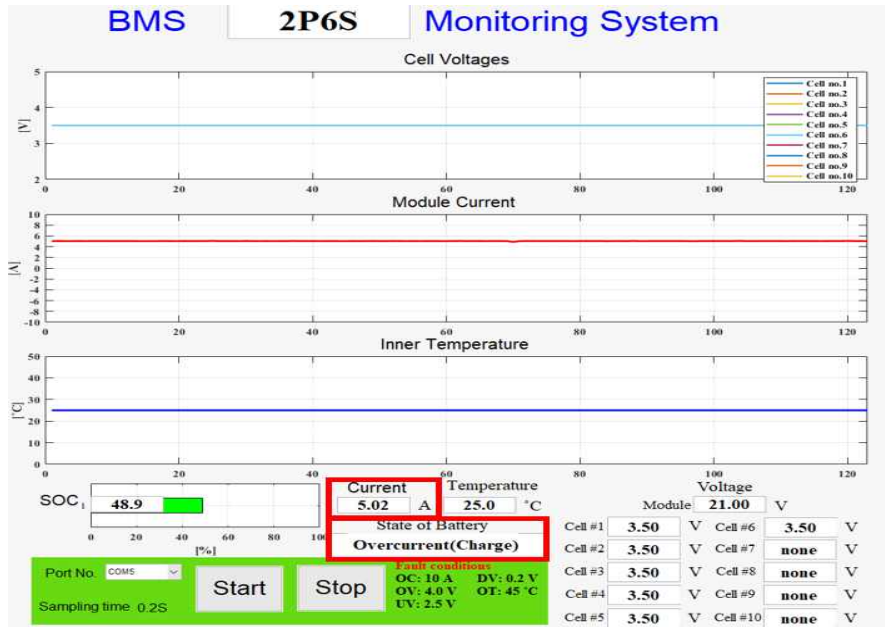 BMS 2P6S Monitoring System
Cell Voltages
5
4
3
2
[V]
0 20 40 60 80 100 120
Cell no.1
Cell no.2
Cell no.3
Cell no.4
Cell no.5
Cell no.6
Cell no.7
Cell no.8
Cell no.9
Cell no.10
Module Current
10
8
6
4
2
0
-2
-4
-6
-8
-10
[A]
0 20 40 60 80 100 120
Inner Temperature
50
40
30
20
10
0
[°C]
0 20 40 60 80 100 120
SOC 1 48.9
0 20 40 60 80 100
[%]
Current
5.02 A
Temperature
25.0 °C
State of Battery
Overcurrent(Charge)
Voltage
Module 21.00 V
Cell #1 3.50 V Cell #6 3.50 V
Cell #2 3.50 V Cell #7 none V
Cell #3 3.50 V Cell #8 none V
Cell #4 3.50 V Cell #9 none V
Cell #5 3.50 V Cell #10 none V
Port No. COM5
Sampling time 0.2S
Start
Stop
Fault conditions
OC: 10 A DV: 0.2 V
OV: 4.0 V OT: 45 °C
UV: 2.5 V